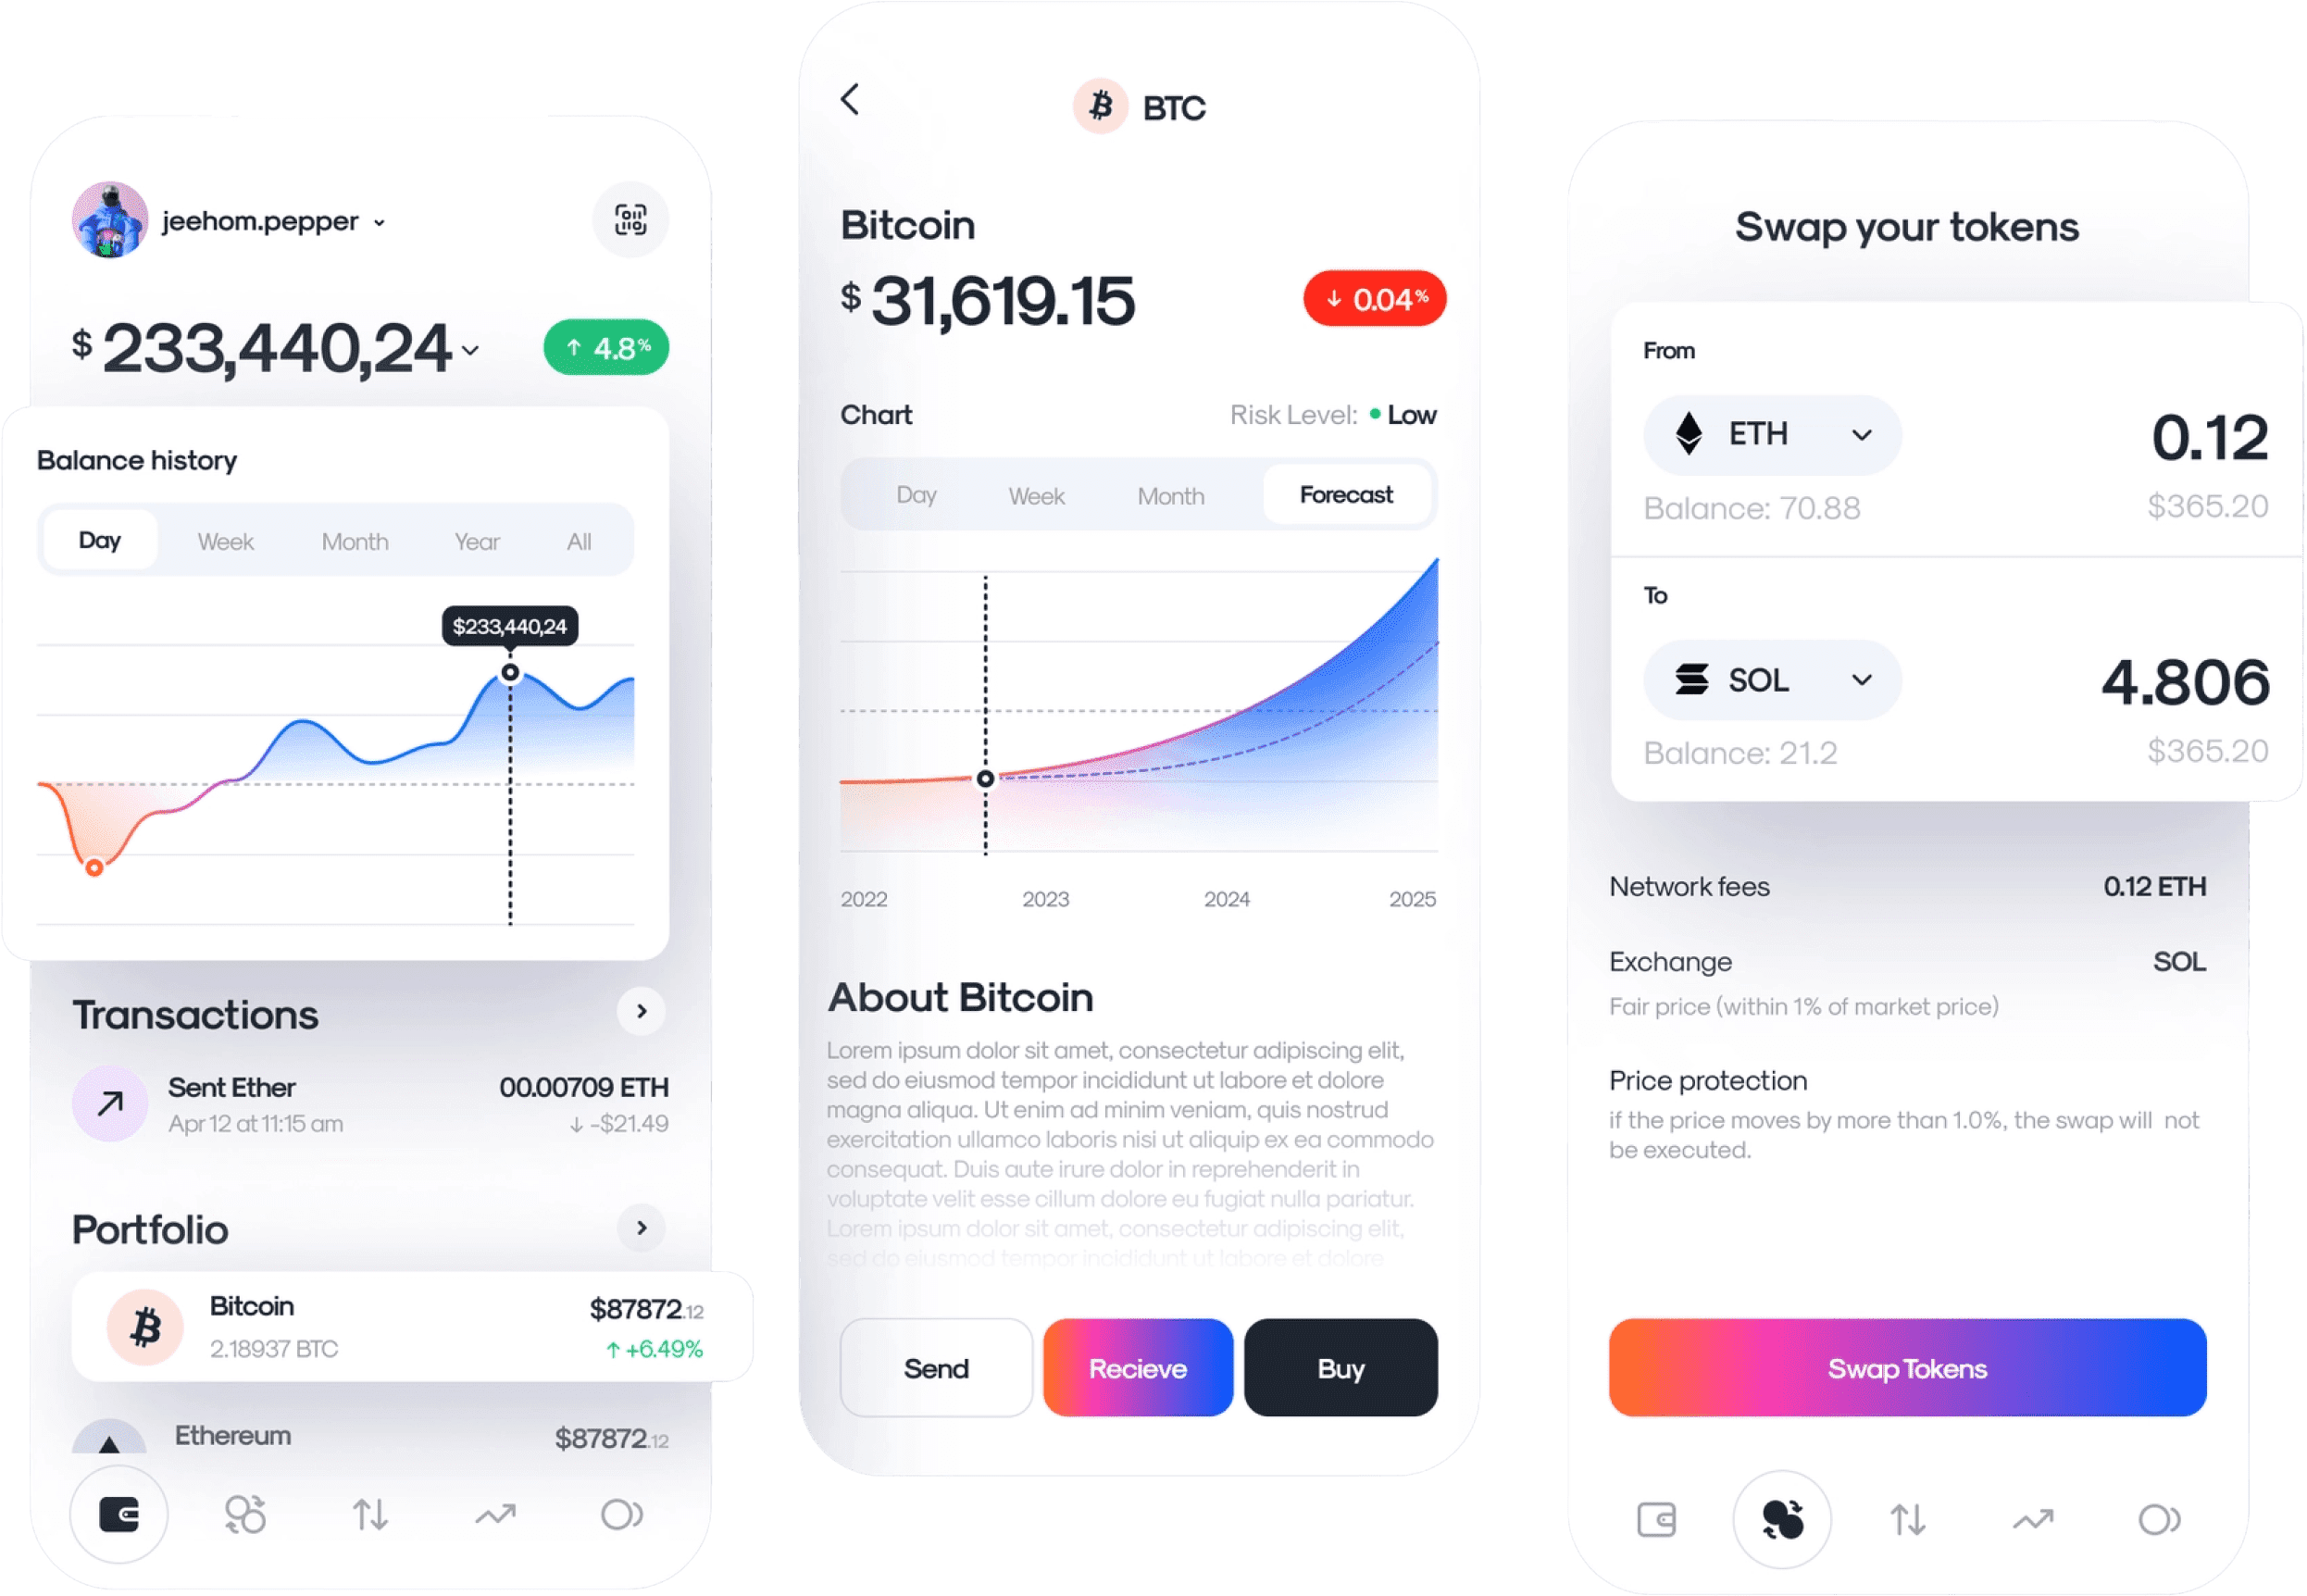 jeehom.pepper
$ 233,440,24
↑ 4.8%
Balance history
Day Week Month Year All
$233,440,24
Transactions
Sent Ether 00.00709 ETH
Apr 12 at 11:15 am ↓ -$21.49
Portfolio
Bitcoin $87872.12
2.18937 BTC ↑ +6.49%
Ethereum $87872.12
BTC
Bitcoin
$ 31,619.15
↓ 0.04%
Chart Risk Level: • Low
Day Week Month Forecast
2022 2023 2024 2025
About Bitcoin
Lorem ipsum dolor sit amet, consectetur adipiscing elit,
sed do eiusmod tempor incididunt ut labore et dolore
magna aliqua. Ut enim ad minim veniam, quis nostrud
exercitation ullamco laboris nisi ut aliquip ex ea commodo
consequat. Duis aute irure dolor in reprehenderit in
voluptate velit esse cillum dolore eu fugiat nulla pariatur.
Lorem ipsum dolor sit amet, consectetur adipiscing elit,
sed do eiusmod tempor incididunt ut labore et dolore
Send Recieve Buy
Swap your tokens
From
ETH 0.12
Balance: 70.88 $365.20
To
SOL 4.806
Balance: 21.2 $365.20
Network fees 0.12 ETH
Exchange SOL
Fair price (within 1% of market price)
Price protection
if the price moves by more than 1.0%, the swap will not
be executed.
Swap Tokens